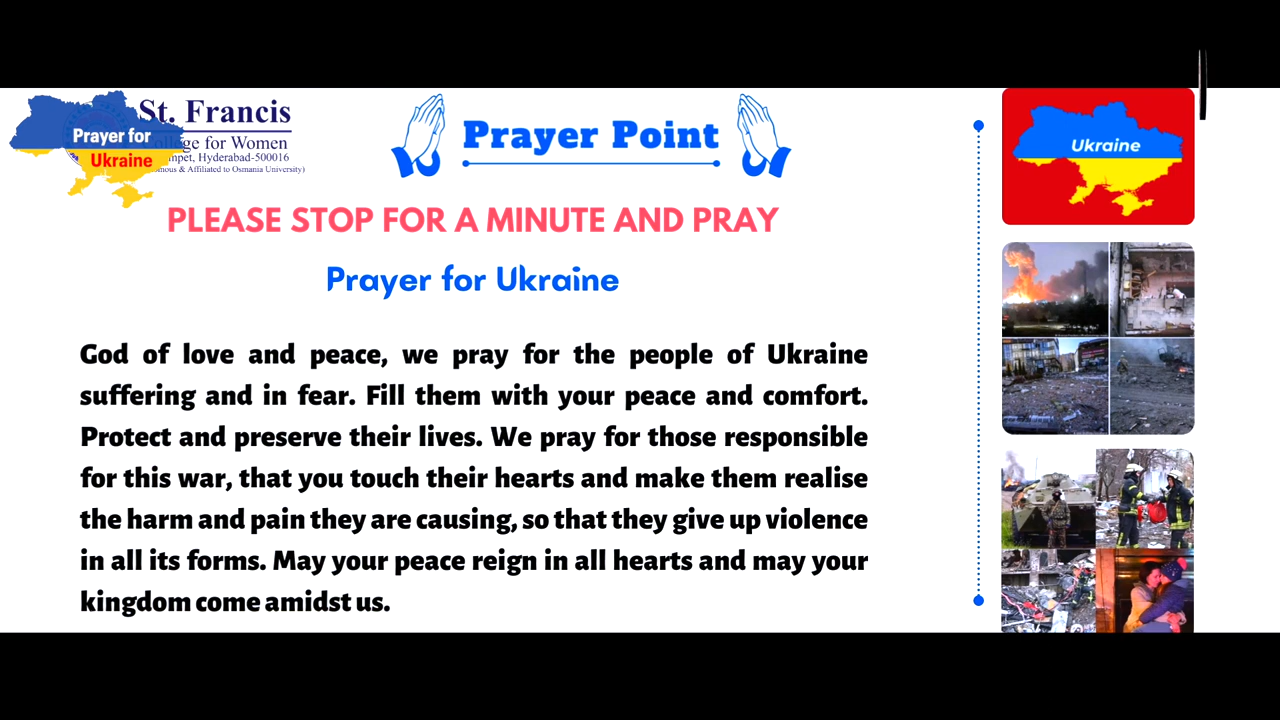 St. Francis
Prayer for
Ukraine
ge for Women
Hyderabad-500016
& Affiliated to Osmania University)
Prayer Point
Ukraine
PLEASE STOP FOR A MINUTE AND PRAY
Prayer for Ukraine
God of love and peace, we pray for the people of Ukraine
suffering and in fear. Fill them with your peace and comfort.
Protect and preserve their lives. We pray for those responsible
for this war, that you touch their hearts and make them realise
the harm and pain they are causing, so that they give up violence
in all its forms. May your peace reign in all hearts and may your
kingdom come amidst us.